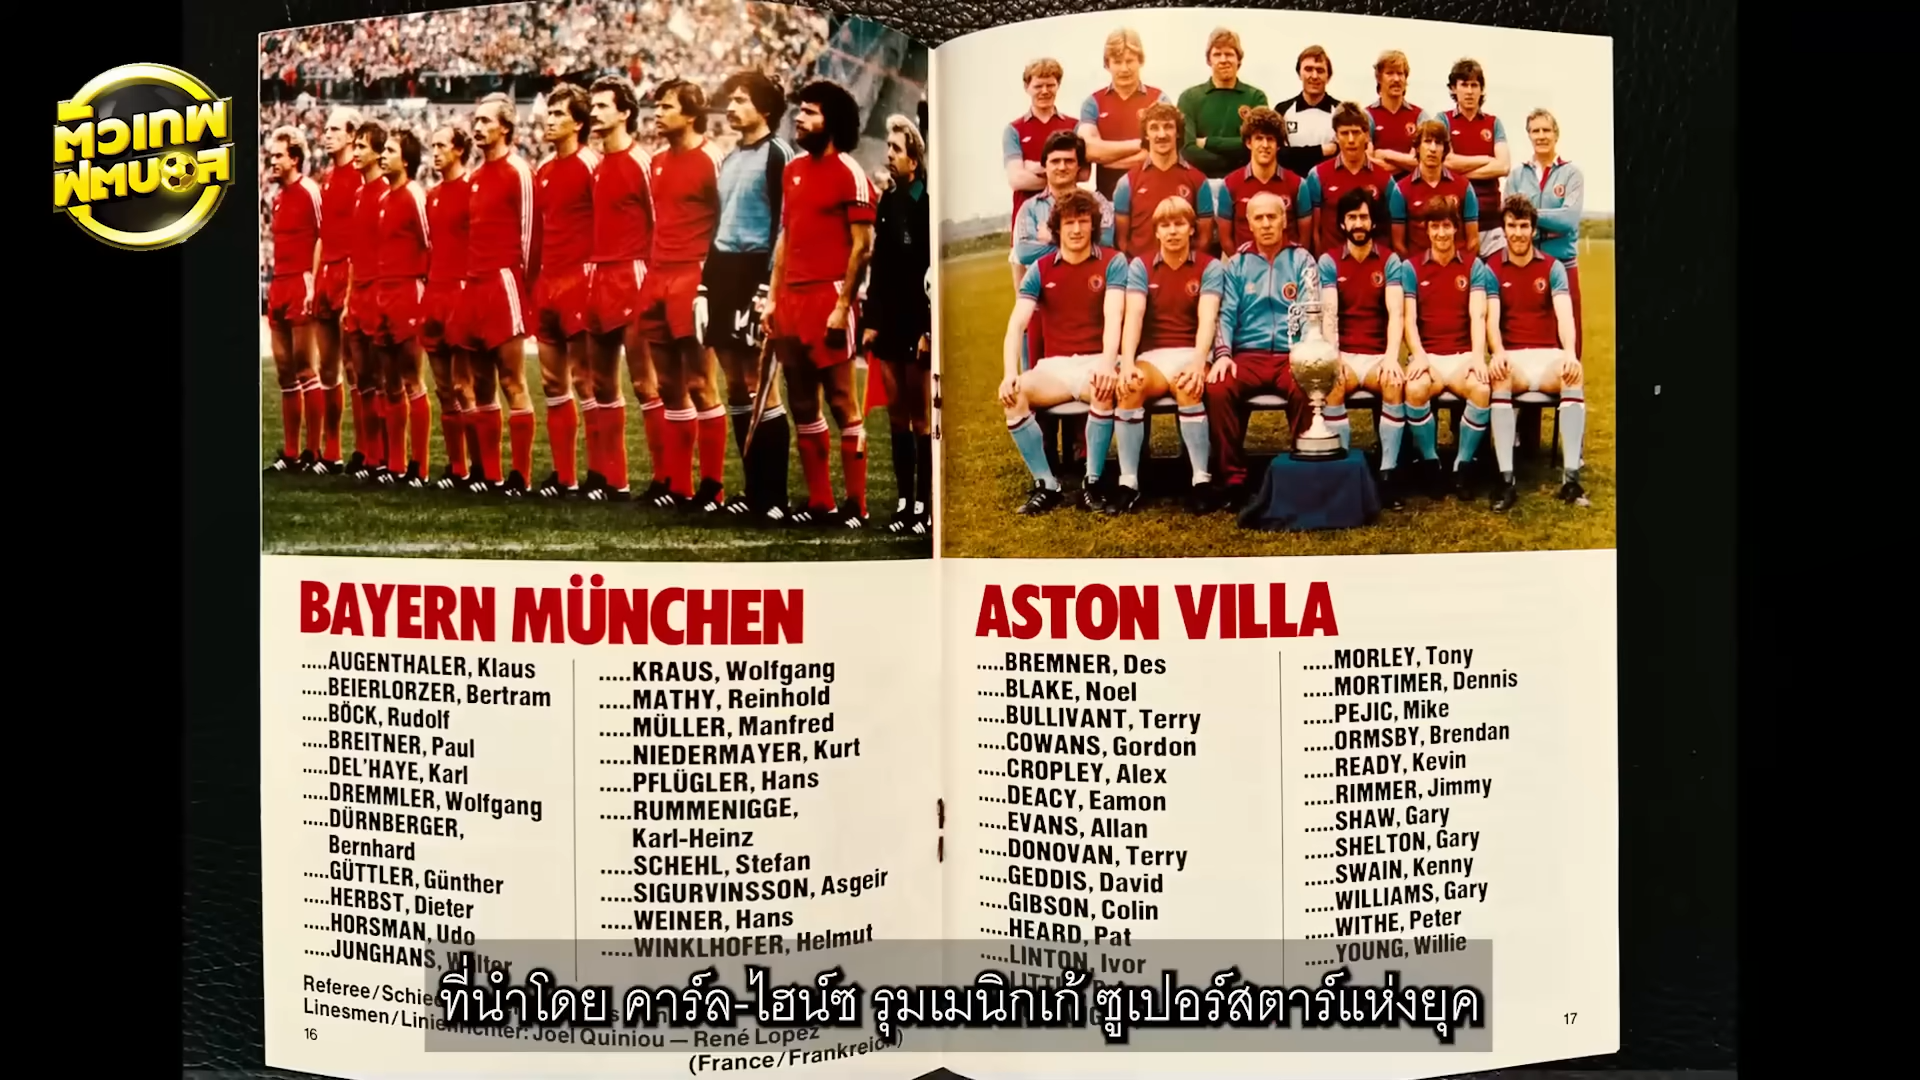 ตัวเทพ
ฟุตบอล
BAYERN MÜNCHEN
.....AUGENTHALER, Klaus
.....BEIERLORZER, Bertram
.....BÖCK, Rudolf
.....BREITNER, Paul
.....DEL'HAYE, Karl
.....DREMMLER, Wolfgang
.....DÜRNBERGER,
Bernhard
.....GÜTTLER, Günther
.....HERBST, Dieter
.....HORSMAN, Udo
.....JUNGHANS, Walter
.....KRAUS, Wolfgang
.....MATHY, Reinhold
.....MÜLLER, Manfred
.....NIEDERMAYER, Kurt
.....PFLÜGLER, Hans
.....RUMMENIGGE,
Karl-Heinz
.....SCHEHL, Stefan
.....SIGURVINSSON, Asgeir
.....WEINER, Hans
.....WINKLHOFER, Helmut
Referee/
Linesmen/Linienrichter: Joel Quiniou — René Lopez
(France/Frankreich)
16
ASTON VILLA
.....BREMNER, Des
.....BLAKE, Noel
.....BULLIVANT, Terry
.....COWANS, Gordon
.....CROPLEY, Alex
.....DEACY, Eamon
.....EVANS, Allan
.....DONOVAN, Terry
.....GEDDIS, David
.....GIBSON, Colin
.....HEARD, Pat
.....LINTON, Ivor
.....MORLEY, Tony
.....MORTIMER, Dennis
.....PEJIC, Mike
.....ORMSBY, Brendan
.....READY, Kevin
.....RIMMER, Jimmy
.....SHAW, Gary
.....SHELTON, Gary
.....SWAIN, Kenny
.....WILLIAMS, Gary
.....WITHE, Peter
.....YOUNG, Willie
17
ที่นำโดย คาร์ล-ไฮน์ซ รุมเมนิกเก้ ซูเปอร์สตาร์แห่งยุค